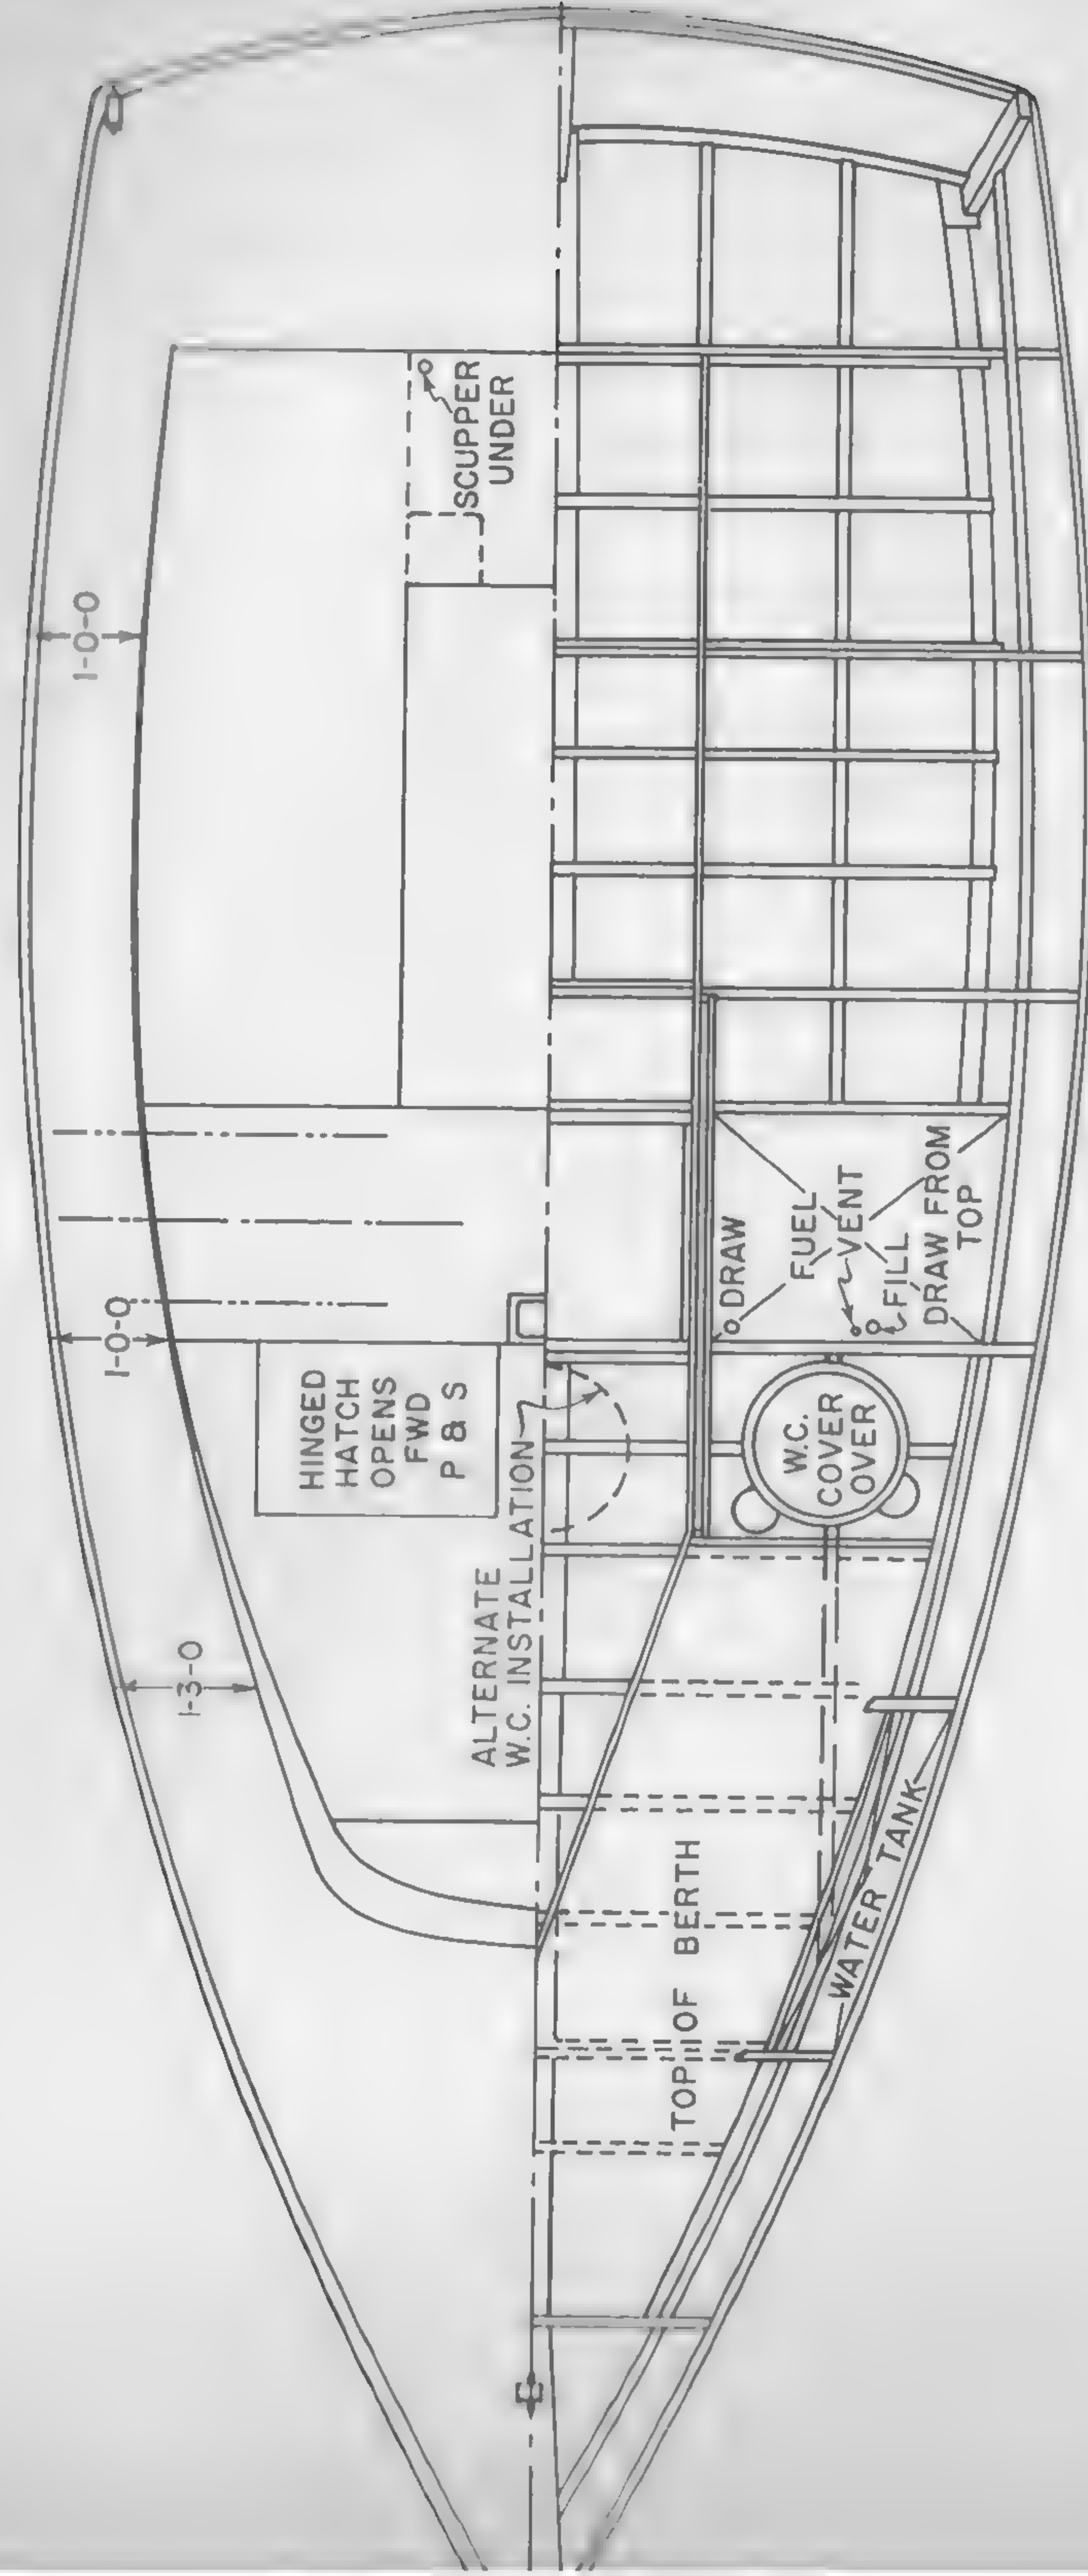 1-0-0
SCUPPER
UNDER
1-0-0
HINGED
HATCH
OPENS
FWD
P & S
1-3-0
ALTERNATE
W.C. INSTALLATION
DRAW
FUEL
VENT
FILL
DRAW FROM
TOP
W.C.
COVER
OVER
TOP OF BERTH
WATER TANK